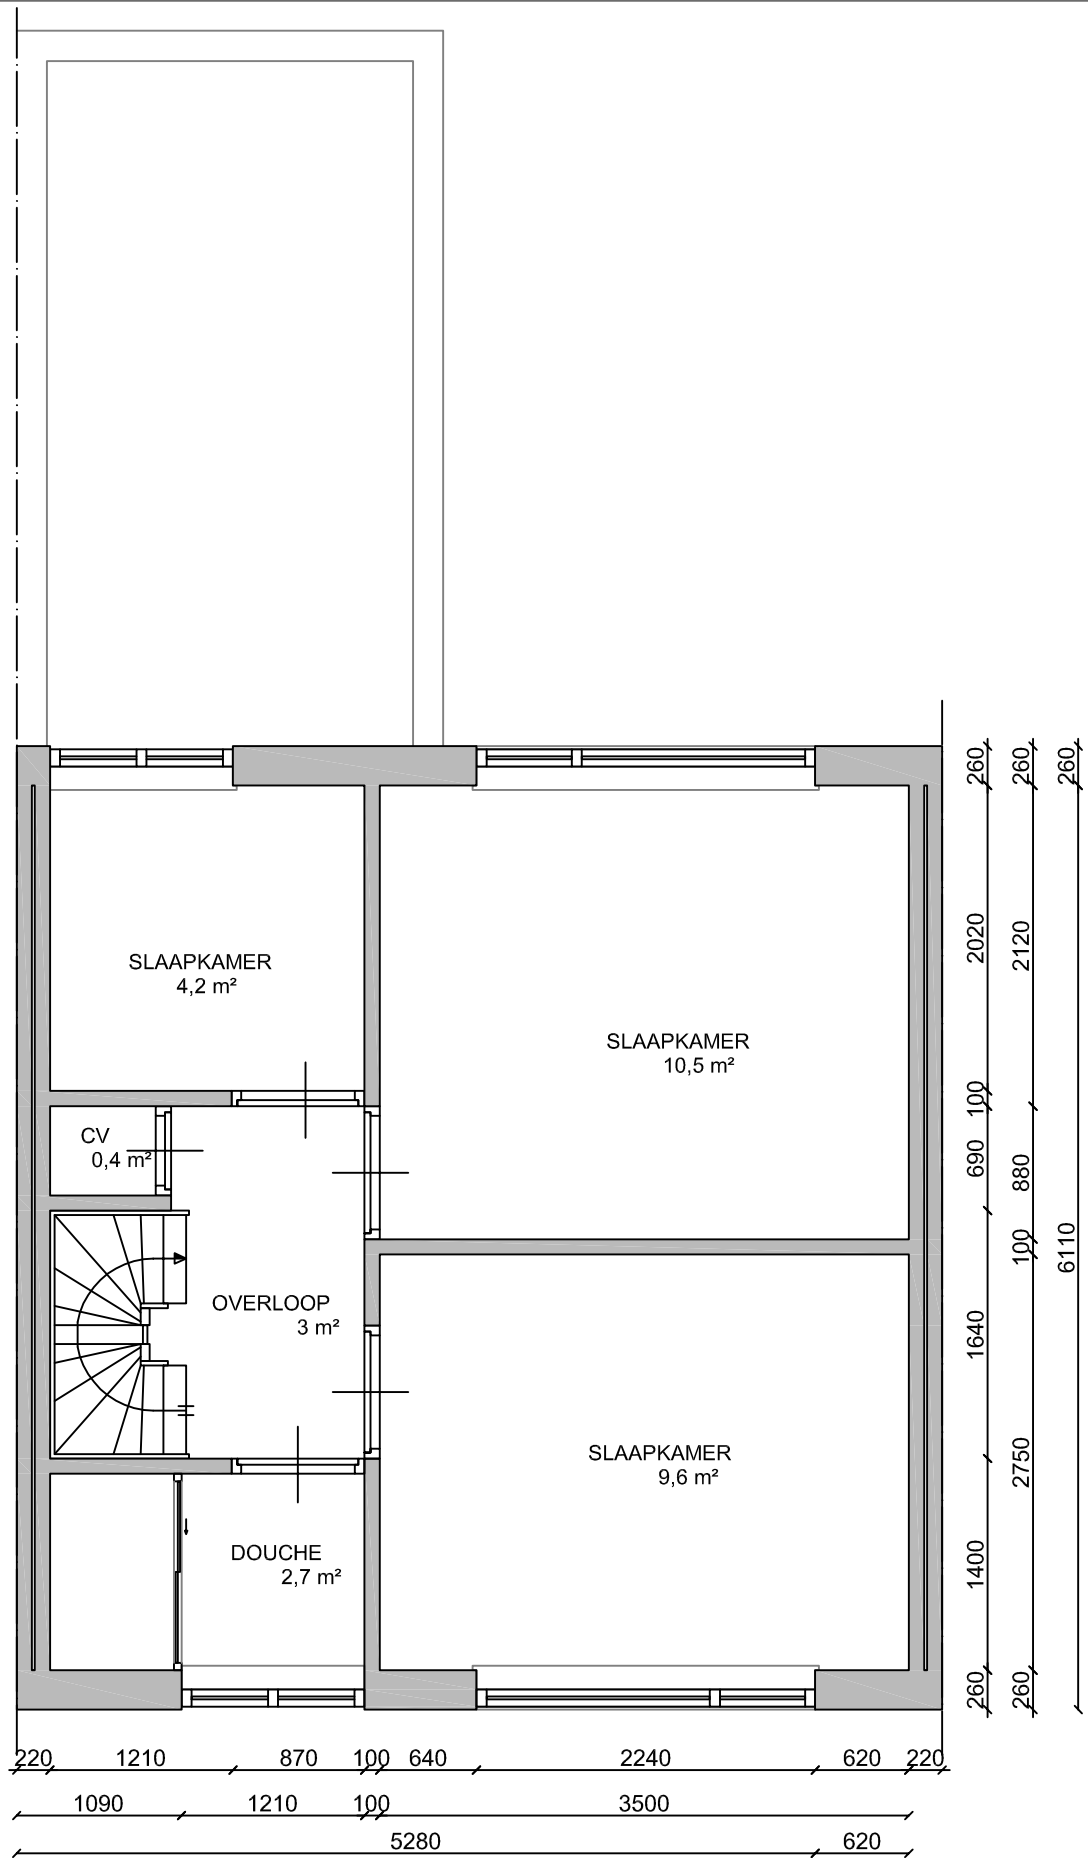 260
260
260
2020
2120
SLAAPKAMER
4,2 m²
SLAAPKAMER
10,5 m²
100
CV
0,4 m²
690
880
100
6110
OVERLOOP
3 m²
1640
SLAAPKAMER
9,6 m²
2750
DOUCHE
2,7 m²
1400
260
260
220 1210 870 100 640 2240 620 220
1090 1210 100 3500
5280 620